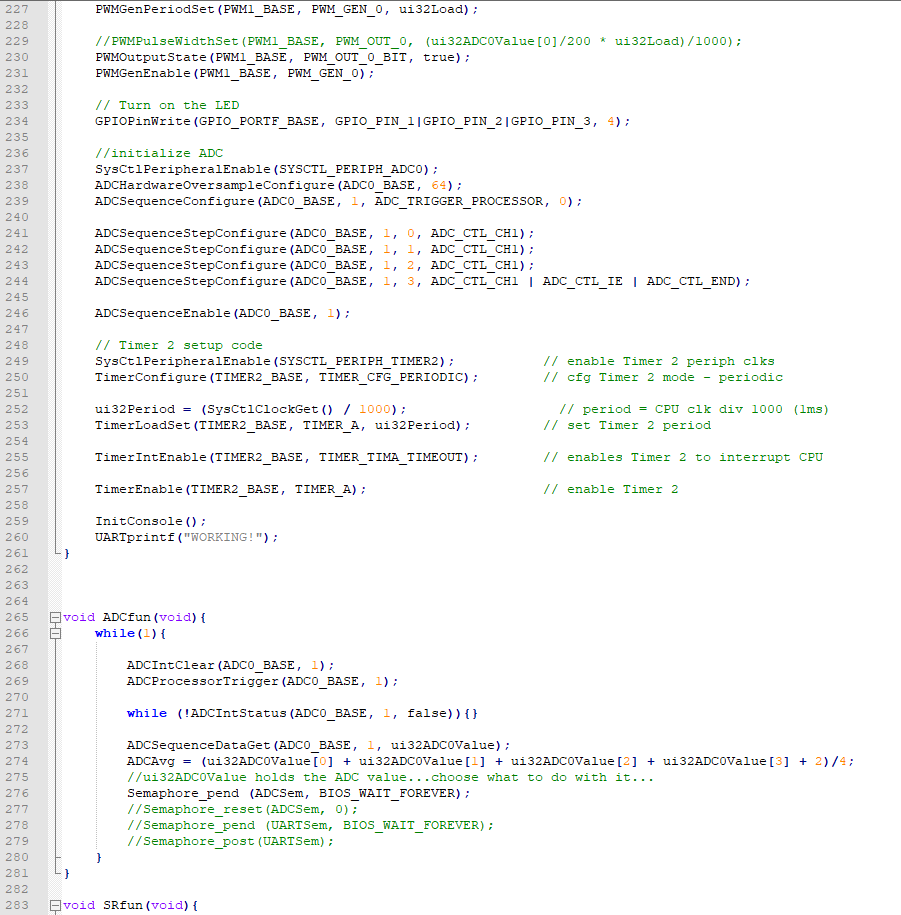 227 PWMGenPeriodSet(PWM1_BASE, PWM_GEN_0, ui32Load);
228
229 //PWMPulseWidthSet(PWM1_BASE, PWM_OUT_0, (ui32ADC0Value[0]/200 * ui32Load)/1000);
230 PWMOutputState(PWM1_BASE, PWM_OUT_0_BIT, true);
231 PWMGenEnable(PWM1_BASE, PWM_GEN_0);
232
233 // Turn on the LED
234 GPIOPinWrite(GPIO_PORTF_BASE, GPIO_PIN_1|GPIO_PIN_2|GPIO_PIN_3, 4);
235
236 //initialize ADC
237 SysCtlPeripheralEnable(SYSCTL_PERIPH_ADC0);
238 ADCHardwareOversampleConfigure(ADC0_BASE, 64);
239 ADCSequenceConfigure(ADC0_BASE, 1, ADC_TRIGGER_PROCESSOR, 0);
240
241 ADCSequenceStepConfigure(ADC0_BASE, 1, 0, ADC_CTL_CH1);
242 ADCSequenceStepConfigure(ADC0_BASE, 1, 1, ADC_CTL_CH1);
243 ADCSequenceStepConfigure(ADC0_BASE, 1, 2, ADC_CTL_CH1);
244 ADCSequenceStepConfigure(ADC0_BASE, 1, 3, ADC_CTL_CH1 | ADC_CTL_IE | ADC_CTL_END);
245
246 ADCSequenceEnable(ADC0_BASE, 1);
247
248 // Timer 2 setup code
249 SysCtlPeripheralEnable(SYSCTL_PERIPH_TIMER2); // enable Timer 2 periph clks
250 TimerConfigure(TIMER2_BASE, TIMER_CFG_PERIODIC); // cfg Timer 2 mode - periodic
251
252 ui32Period = (SysCtlClockGet() / 1000); // period = CPU clk div 1000 (1ms)
253 TimerLoadSet(TIMER2_BASE, TIMER_A, ui32Period); // set Timer 2 period
254
255 TimerIntEnable(TIMER2_BASE, TIMER_TIMA_TIMEOUT); // enables Timer 2 to interrupt CPU
256
257 TimerEnable(TIMER2_BASE, TIMER_A); // enable Timer 2
258
259 InitConsole();
260 UARTprintf("WORKING!");
261 }
262
263
264
265 void ADCfun(void){
266 while(1){
267
268 ADCIntClear(ADC0_BASE, 1);
269 ADCProcessorTrigger(ADC0_BASE, 1);
270
271 while (!ADCIntStatus(ADC0_BASE, 1, false)){}
272
273 ADCSequenceDataGet(ADC0_BASE, 1, ui32ADC0Value);
274 ADCAvg = (ui32ADC0Value[0] + ui32ADC0Value[1] + ui32ADC0Value[2] + ui32ADC0Value[3] + 2)/4;
275 //ui32ADC0Value holds the ADC value...choose what to do with it...
276 Semaphore_pend (ADCSem, BIOS_WAIT_FOREVER);
277 //Semaphore_reset(ADCSem, 0);
278 //Semaphore_pend (UARTSem, BIOS_WAIT_FOREVER);
279 //Semaphore_post(UARTSem);
280 }
281 }
282
283 void SRfun(void){